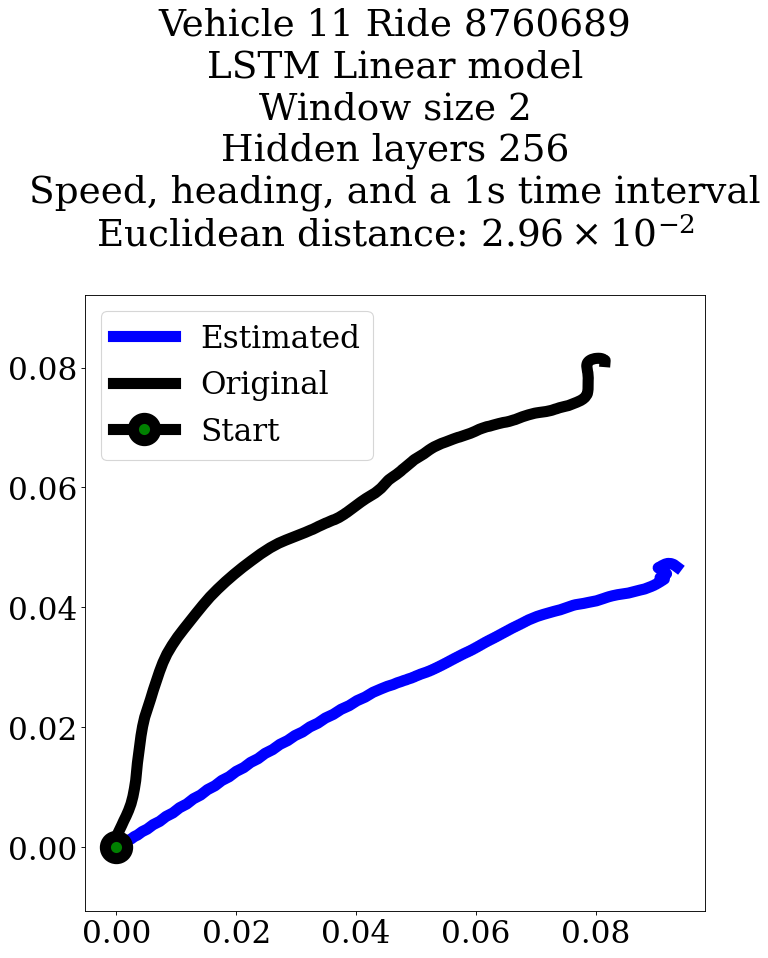 Vehicle 11 Ride 8760689
LSTM Linear model
Window size 2
Hidden layers 256
Speed, heading, and a 1s time interval
Euclidean distance: 2.96 × 10⁻²
Estimated
Original
Start
0.08
0.06
0.04
0.02
0.00
0.00 0.02 0.04 0.06 0.08